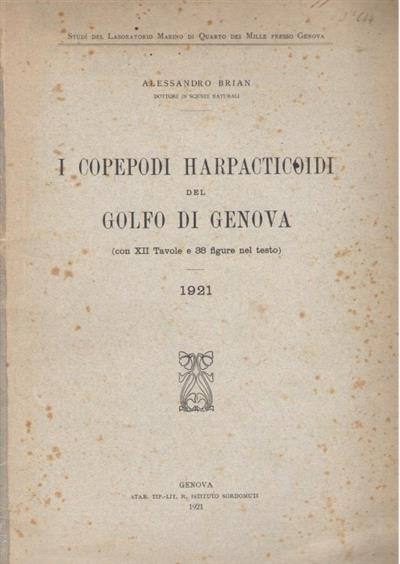 Studi del Laboratorio Marino di Quarto dei Mille presso Genova
ALESSANDRO BRIAN
DOTTORE IN SCIENZE NATURALI
I COPEPODI HARPACTICOIDI
DEL
GOLFO DI GENOVA
(con XII Tavole e 38 figure nel testo)
1921
GENOVA
STAB. TIP.-LIT. R. ISTITUTO SORDOMUTI
1921